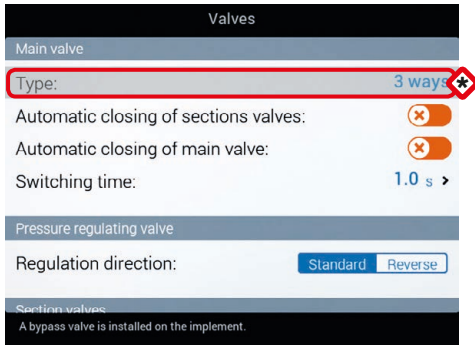 Valves
Main valve
Type: 3 ways *
Automatic closing of sections valves:
Automatic closing of main valve:
Switching time: 1.0 s >
Pressure regulating valve
Regulation direction: Standard Reverse
Section valves
A bypass valve is installed on the implement.